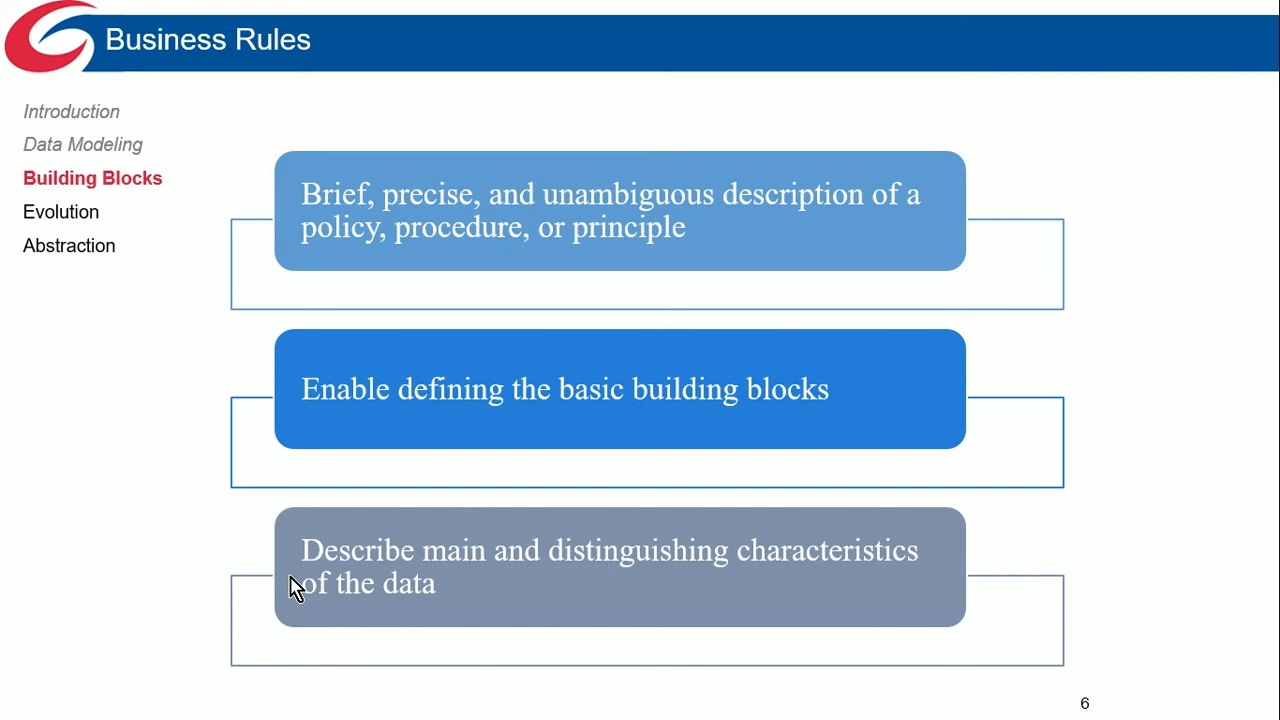 Business Rules
Introduction
Data Modeling
Building Blocks
Evolution
Abstraction
Brief, precise, and unambiguous description of a
policy, procedure, or principle
Enable defining the basic building blocks
Describe main and distinguishing characteristics
of the data
6